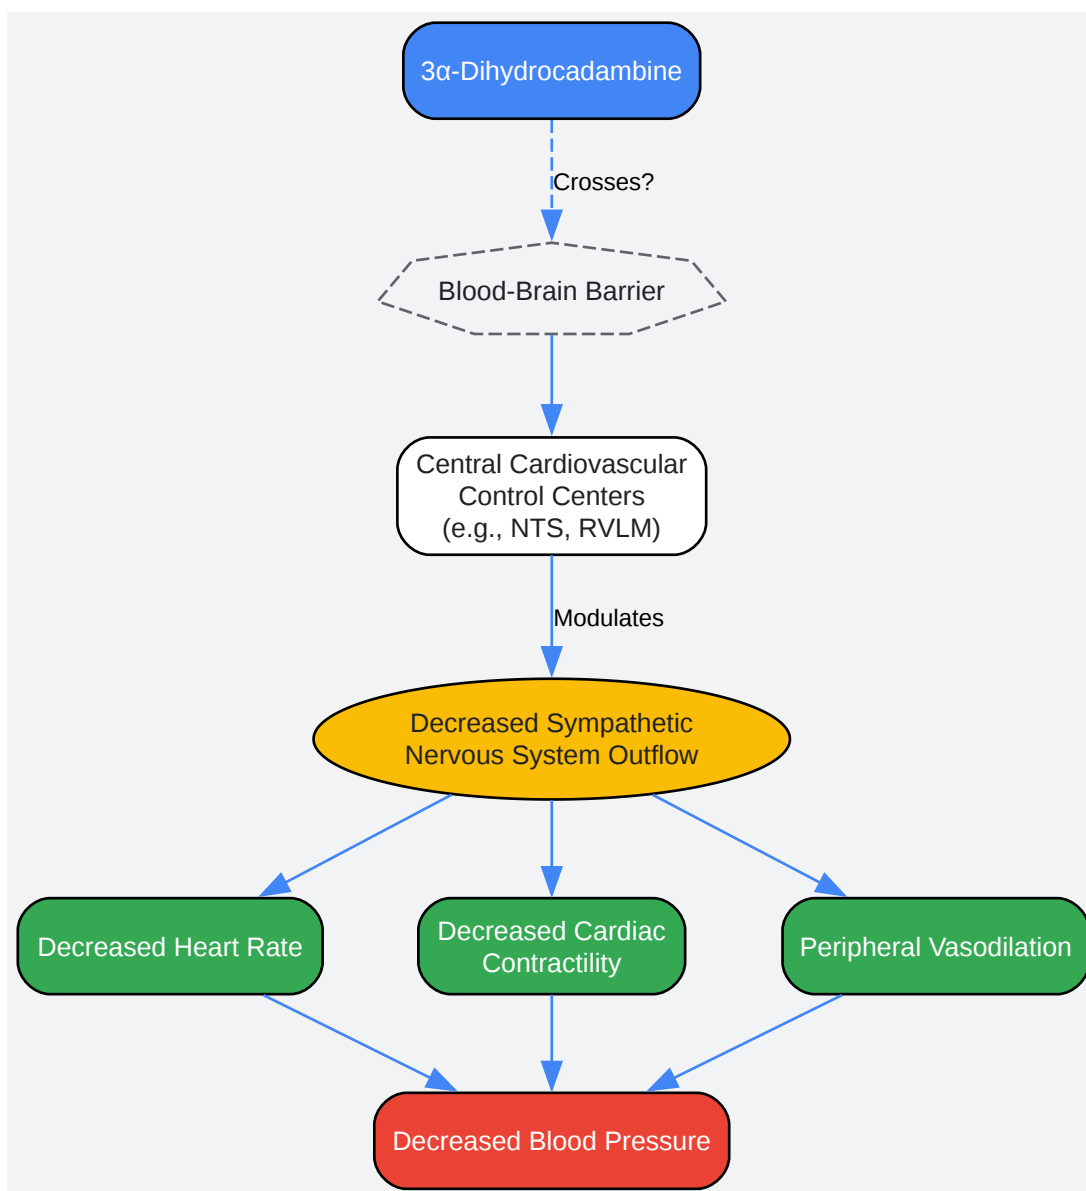 3α-Dihydrocadambine
Crosses?
Blood-Brain Barrier
Central Cardiovascular
Control Centers
(e.g., NTS, RVLM)
Modulates
Decreased Sympathetic
Nervous System Outflow
Decreased Heart Rate
Decreased Cardiac
Contractility
Peripheral Vasodilation
Decreased Blood Pressure